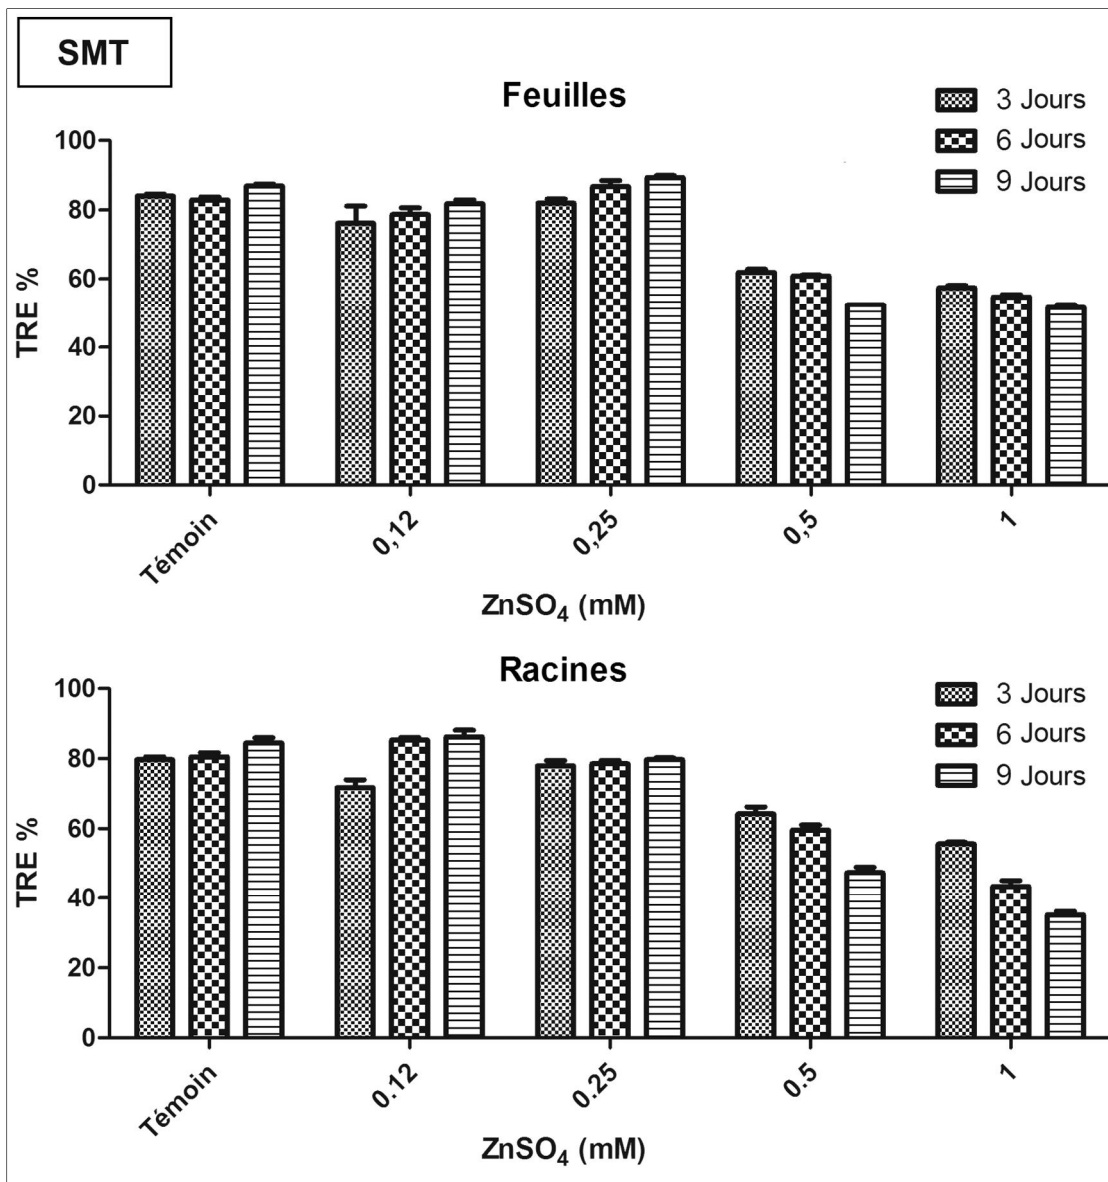 SMT
Feuilles
3 Jours
6 Jours
9 Jours
TRE %
100
80
60
40
20
0
Témoin
0,12
0,25
0,5
1
ZnSO₄ (mM)
Racines
3 Jours
6 Jours
9 Jours
TRE %
100
80
60
40
20
0
Témoin
0.12
0.25
0.5
1
ZnSO₄ (mM)